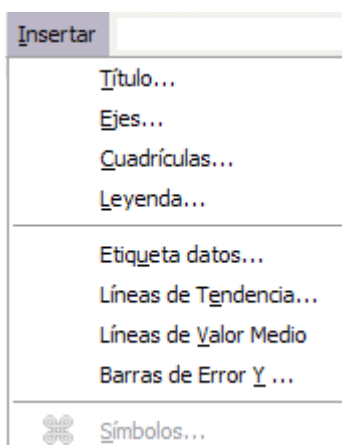 Insertar
Título...
Ejes...
Cuadrículas...
Leyenda...
Etiqueta datos...
Líneas de Tendencia...
Líneas de Valor Medio
Barras de Error Y ...
Símbolos...